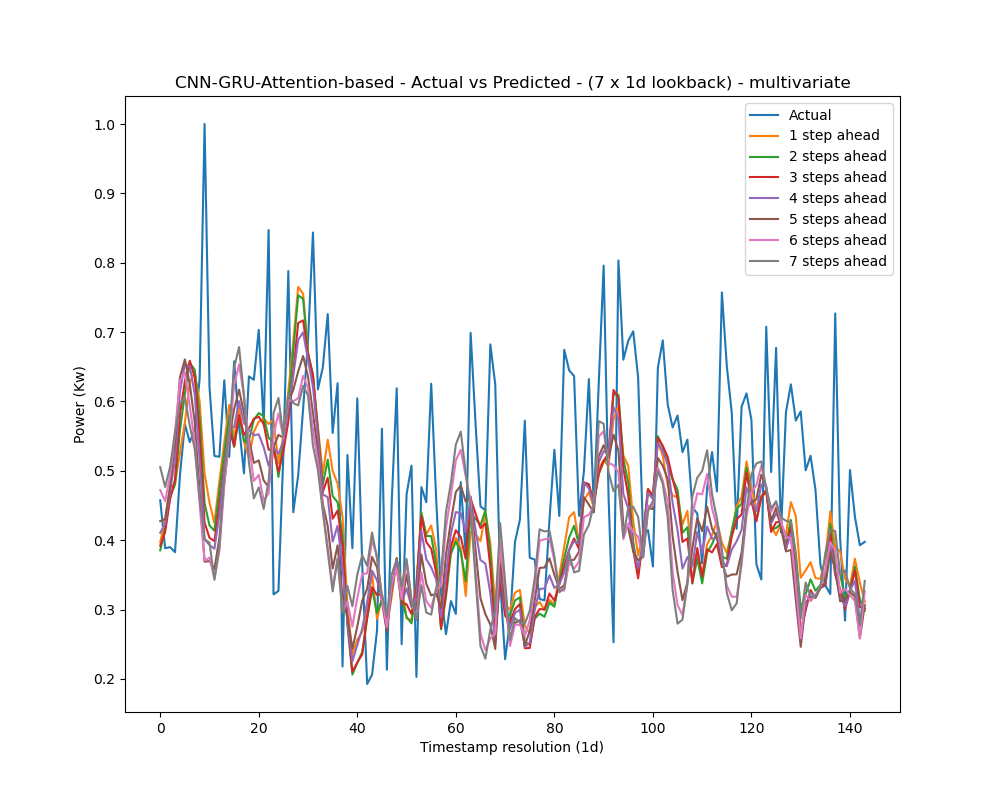 CNN-GRU-Attention-based - Actual vs Predicted - (7 x 1d lookback) - multivariate
Actual
1 step ahead
2 steps ahead
3 steps ahead
4 steps ahead
5 steps ahead
6 steps ahead
7 steps ahead
Power (Kw)
1.0
0.9
0.8
0.7
0.6
0.5
0.4
0.3
0.2
0 20 40 60 80 100 120 140
Timestamp resolution (1d)